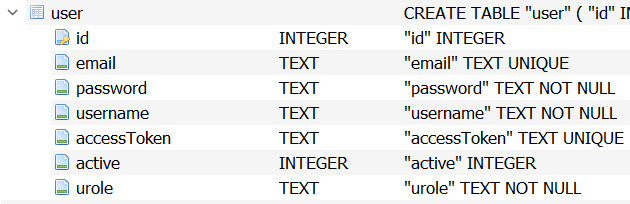 user CREATE TABLE "user" ( "id" IN
id INTEGER "id" INTEGER
email TEXT "email" TEXT UNIQUE
password TEXT "password" TEXT NOT NULL
username TEXT "username" TEXT NOT NULL
accessToken TEXT "accessToken" TEXT UNIQUE
active INTEGER "active" INTEGER
urole TEXT "urole" TEXT NOT NULL